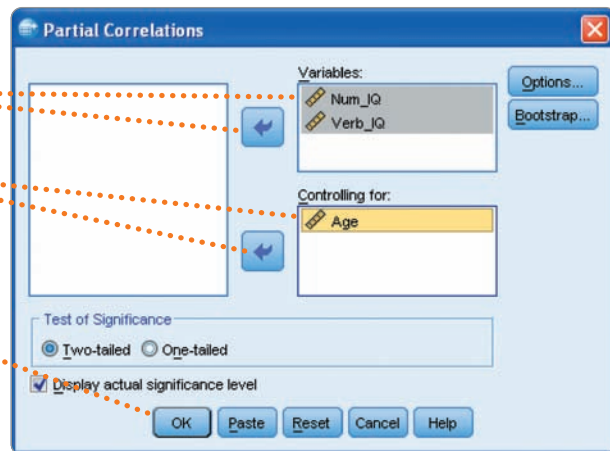 Partial Correlations
Variables:
Num_IQ
Verb_IQ
Options...
Bootstrap...
Controlling for:
Age
Test of Significance
Two-tailed One-tailed
Display actual significance level
OK Paste Reset Cancel Help